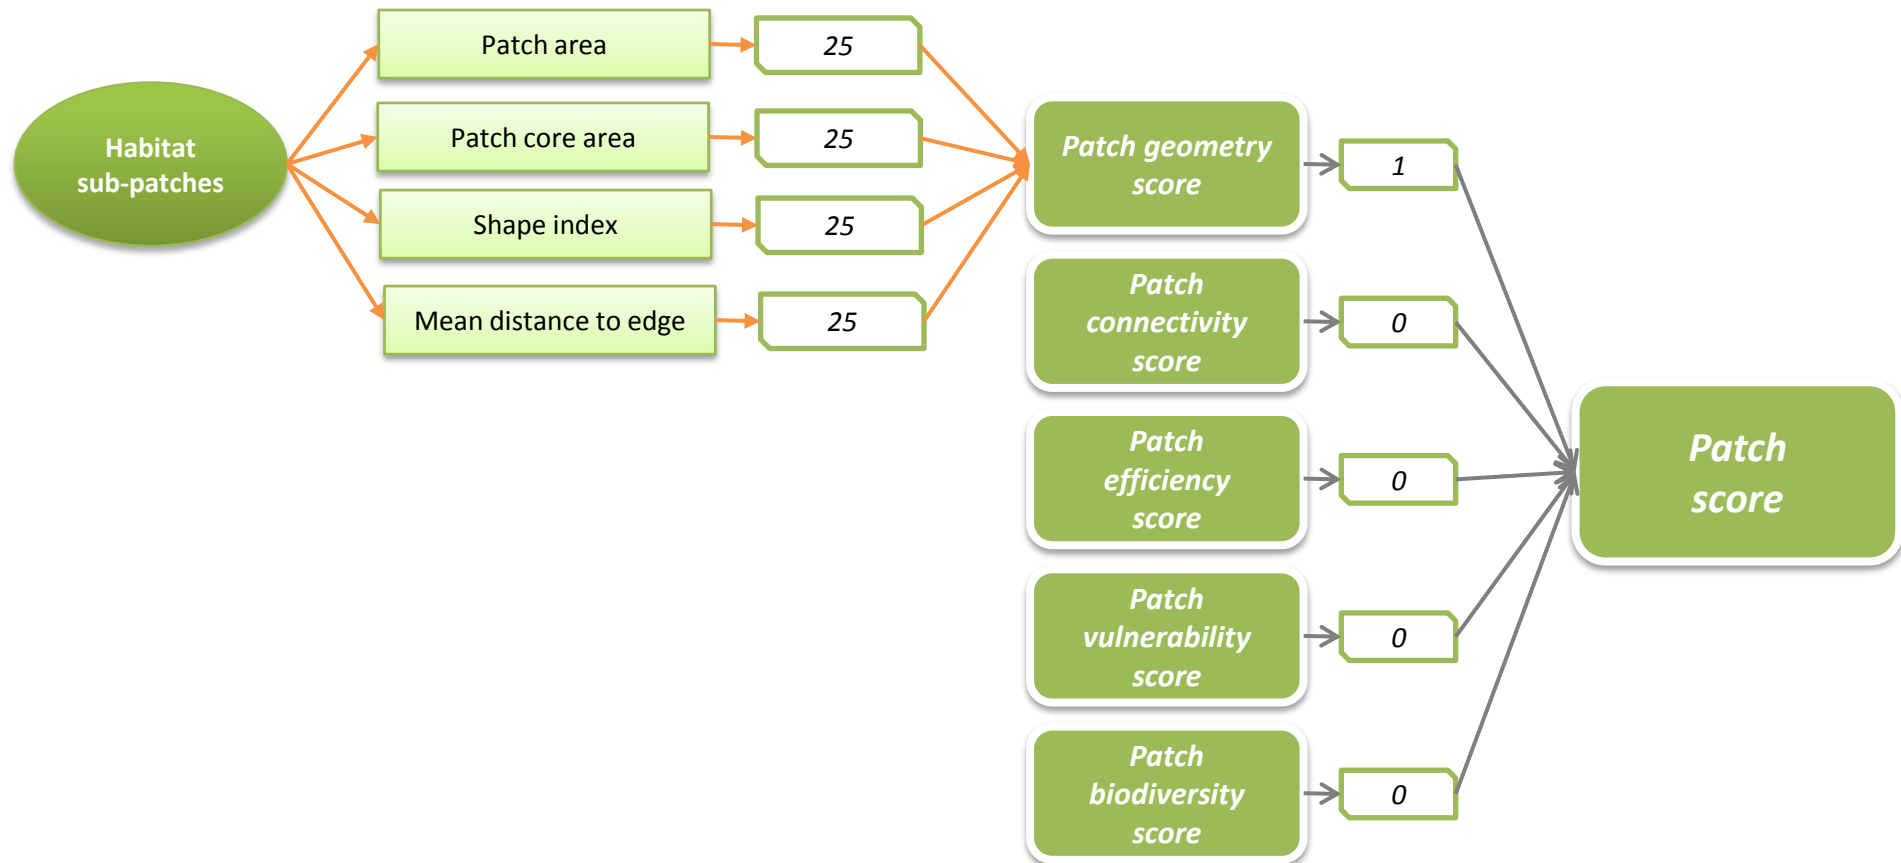 Habitat
sub-patches
Patch area
25
Patch core area
25
Shape index
25
Mean distance to edge
25
Patch geometry
score
1
Patch
connectivity
score
0
Patch
efficiency
score
0
Patch
vulnerability
score
0
Patch
biodiversity
score
0
Patch
score